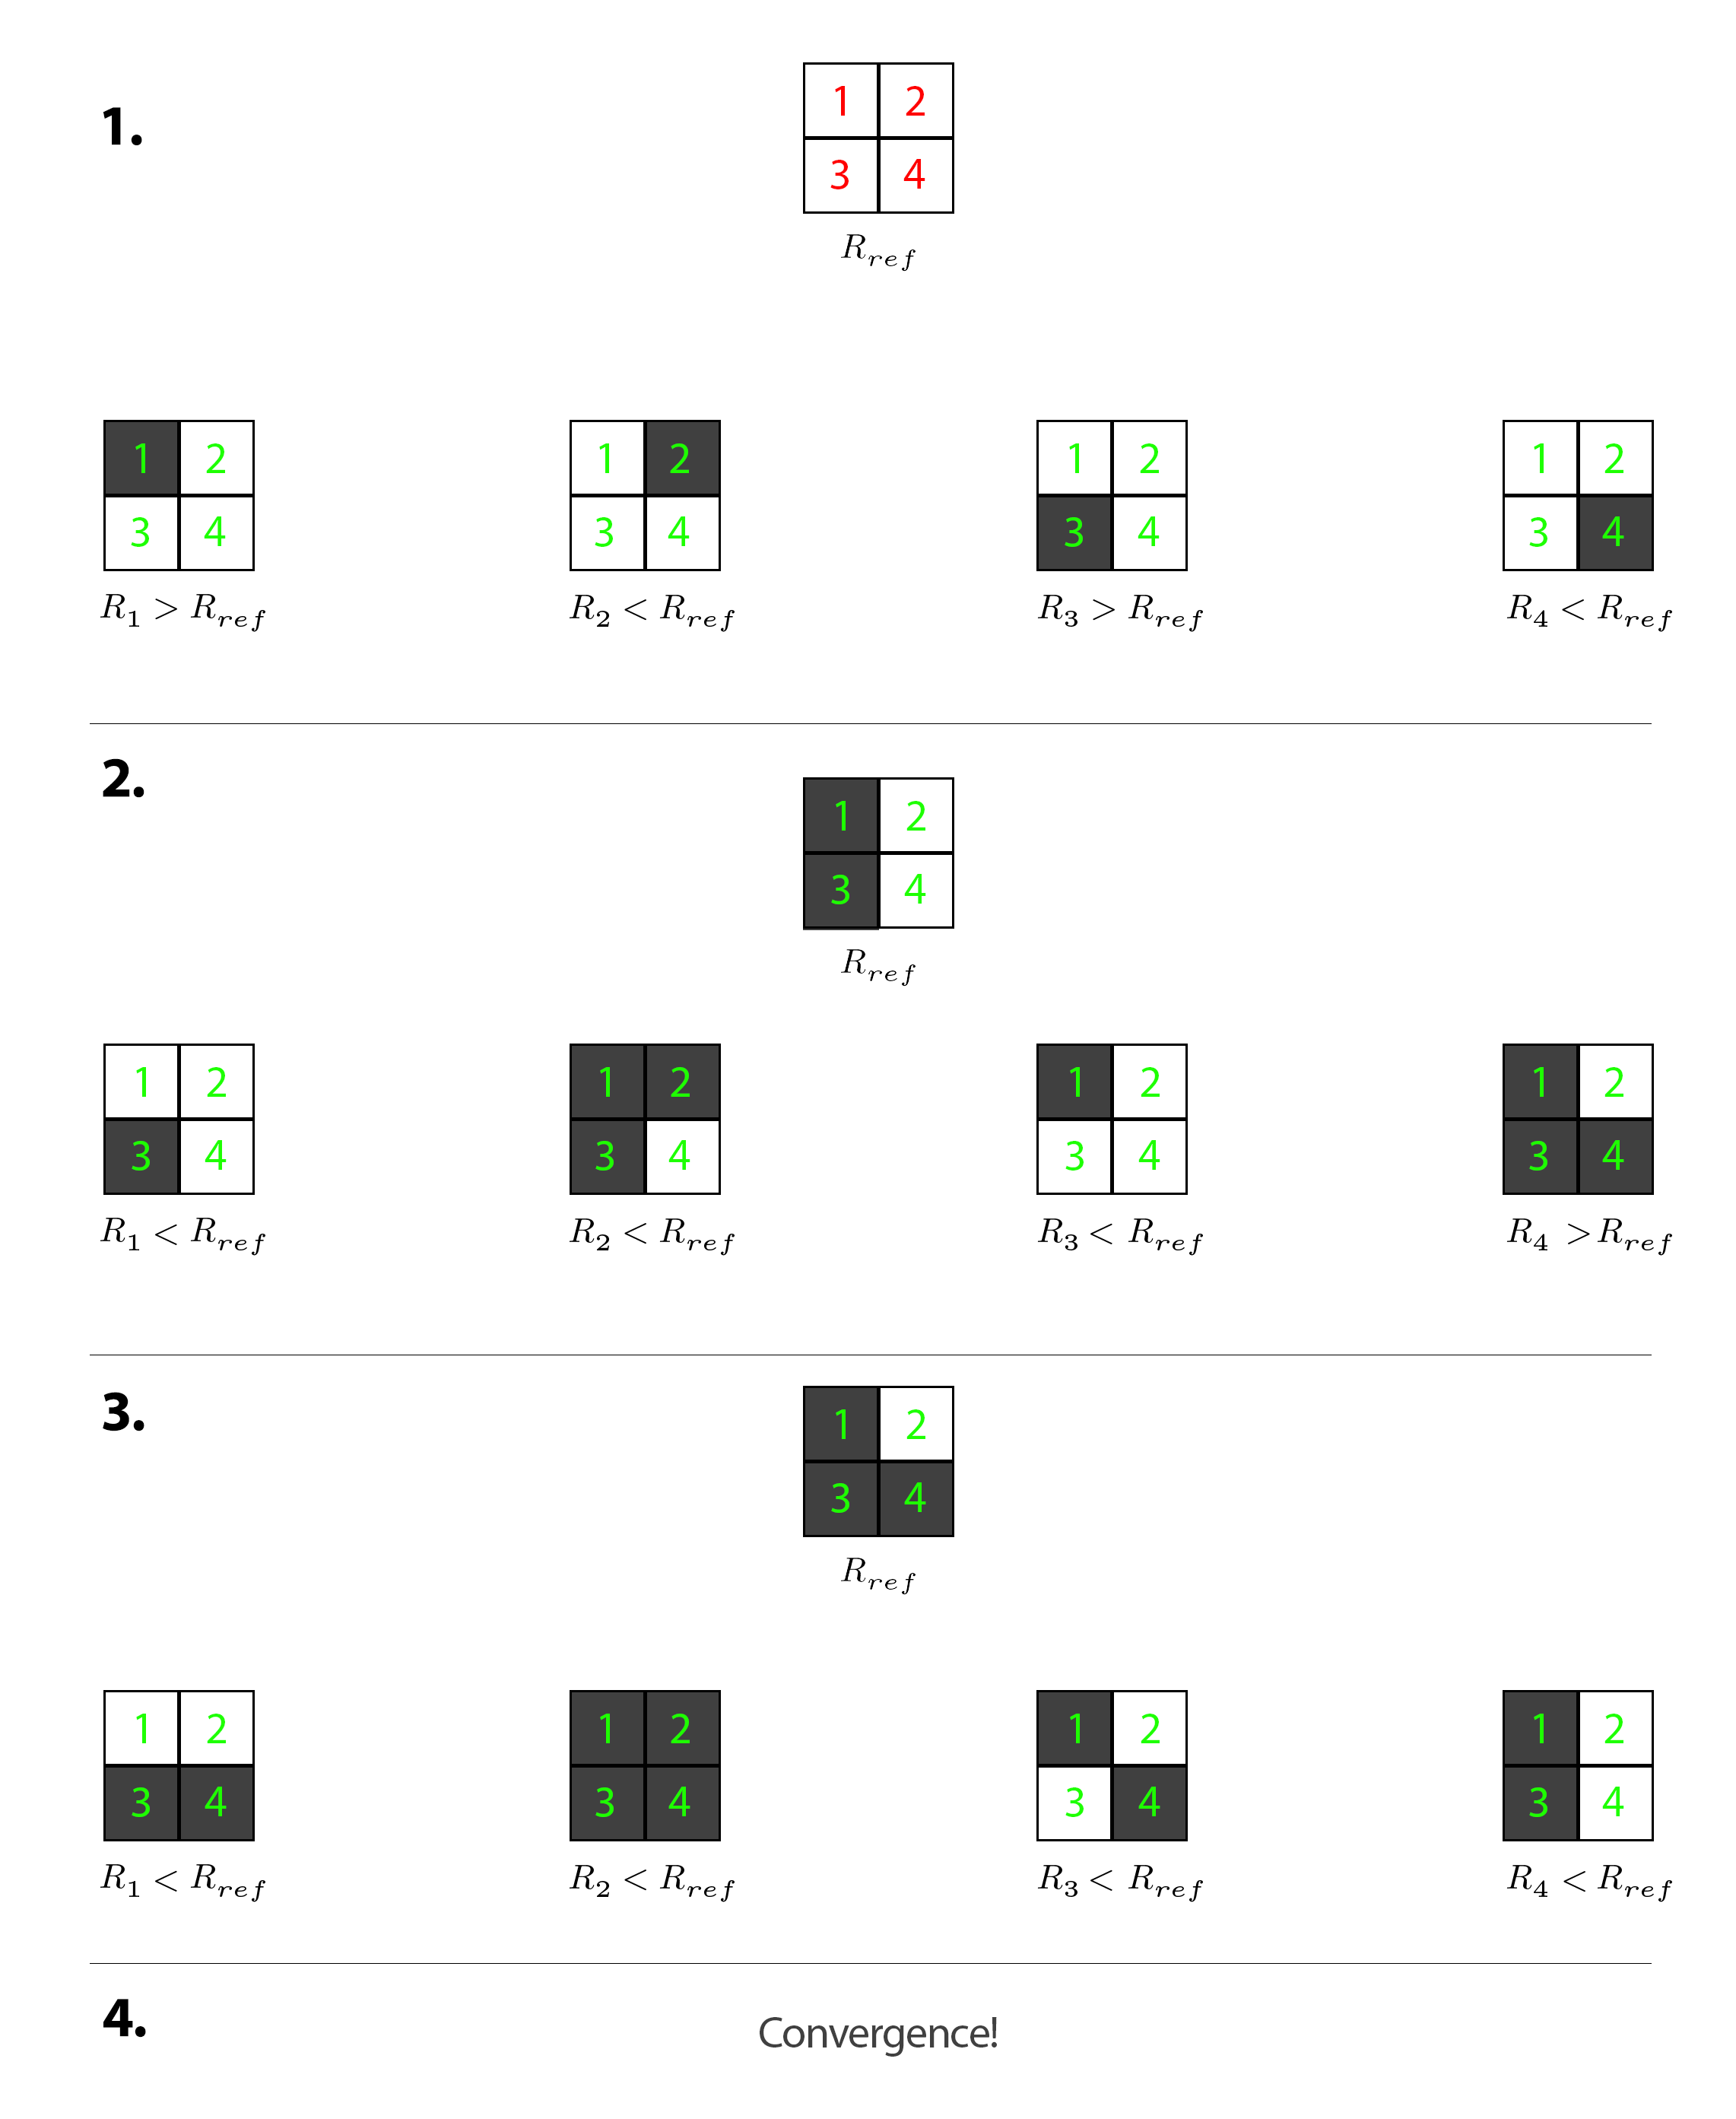 1.
1 2
3 4
R_ref
1 2 1 2 1 2 1 2
3 4 3 4 3 4 3 4
R_1 > R_ref R_2 < R_ref R_3 > R_ref R_4 < R_ref
2.
1 2
3 4
R_ref
1 2 1 2 1 2 1 2
3 4 3 4 3 4 3 4
R_1 < R_ref R_2 < R_ref R_3 < R_ref R_4 > R_ref
3.
1 2
3 4
R_ref
1 2 1 2 1 2 1 2
3 4 3 4 3 4 3 4
R_1 < R_ref R_2 < R_ref R_3 < R_ref R_4 < R_ref
4.
Convergence!